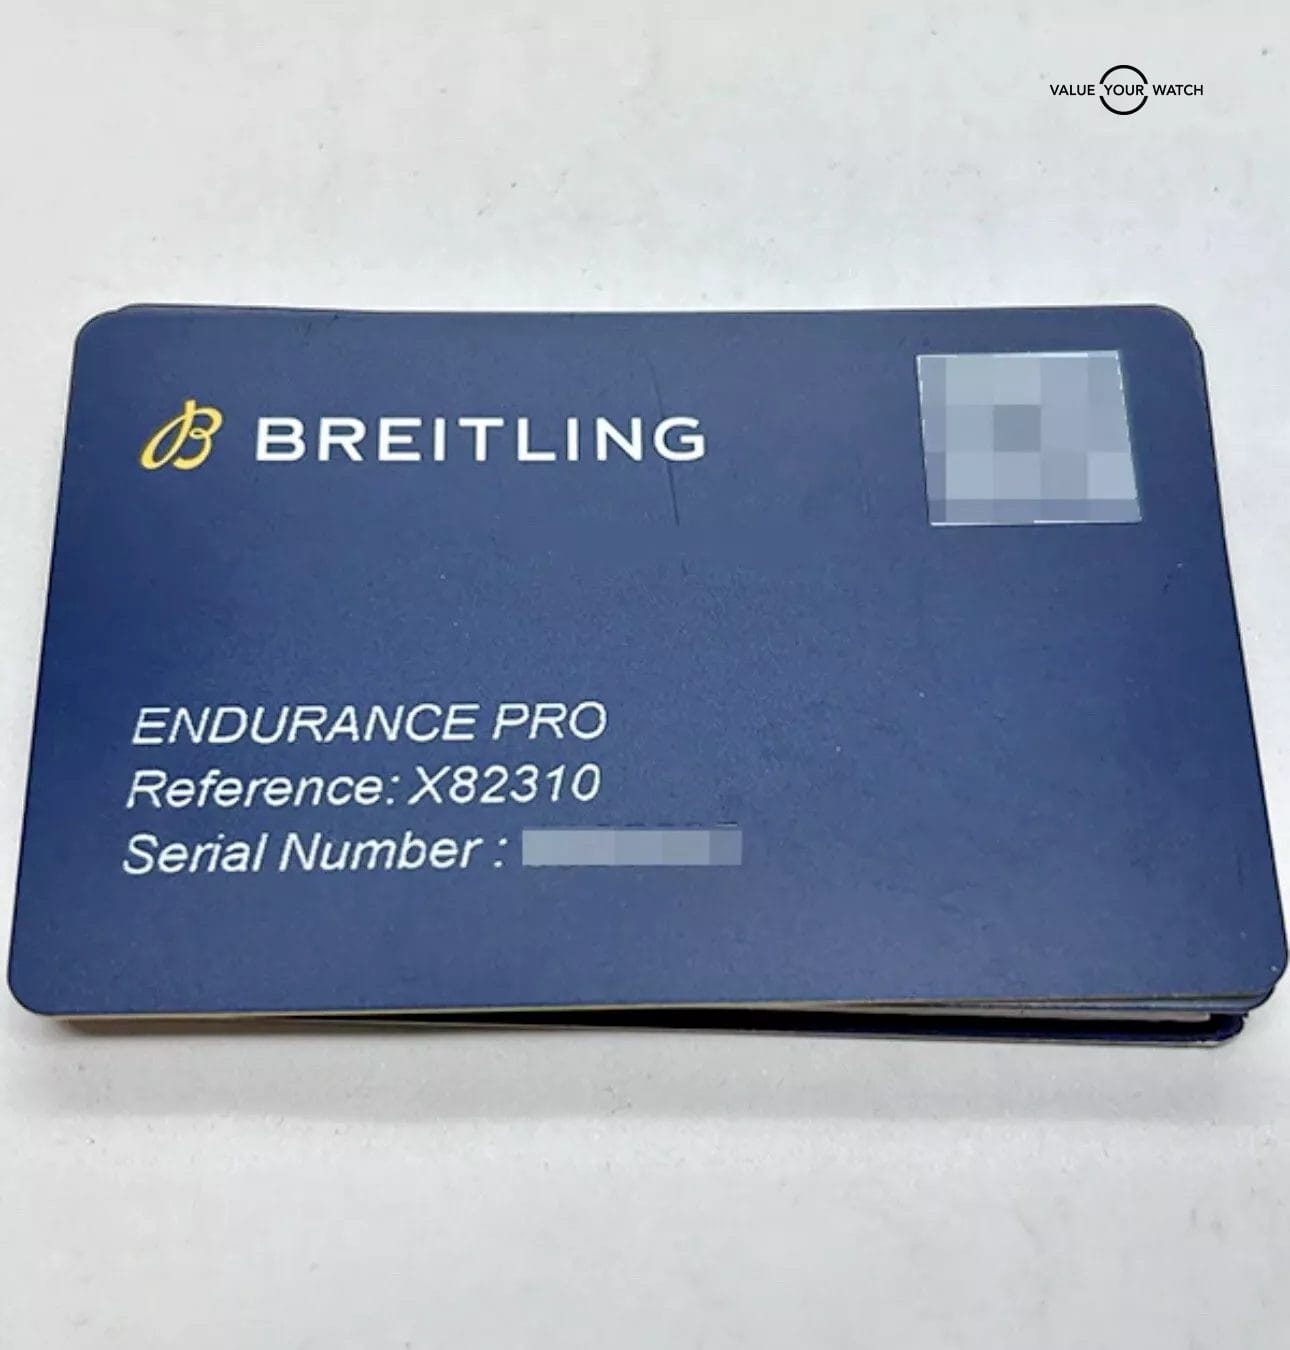 VALUE YOUR WATCH
B BREITLING
ENDURANCE PRO
Reference: X82310
Serial Number :